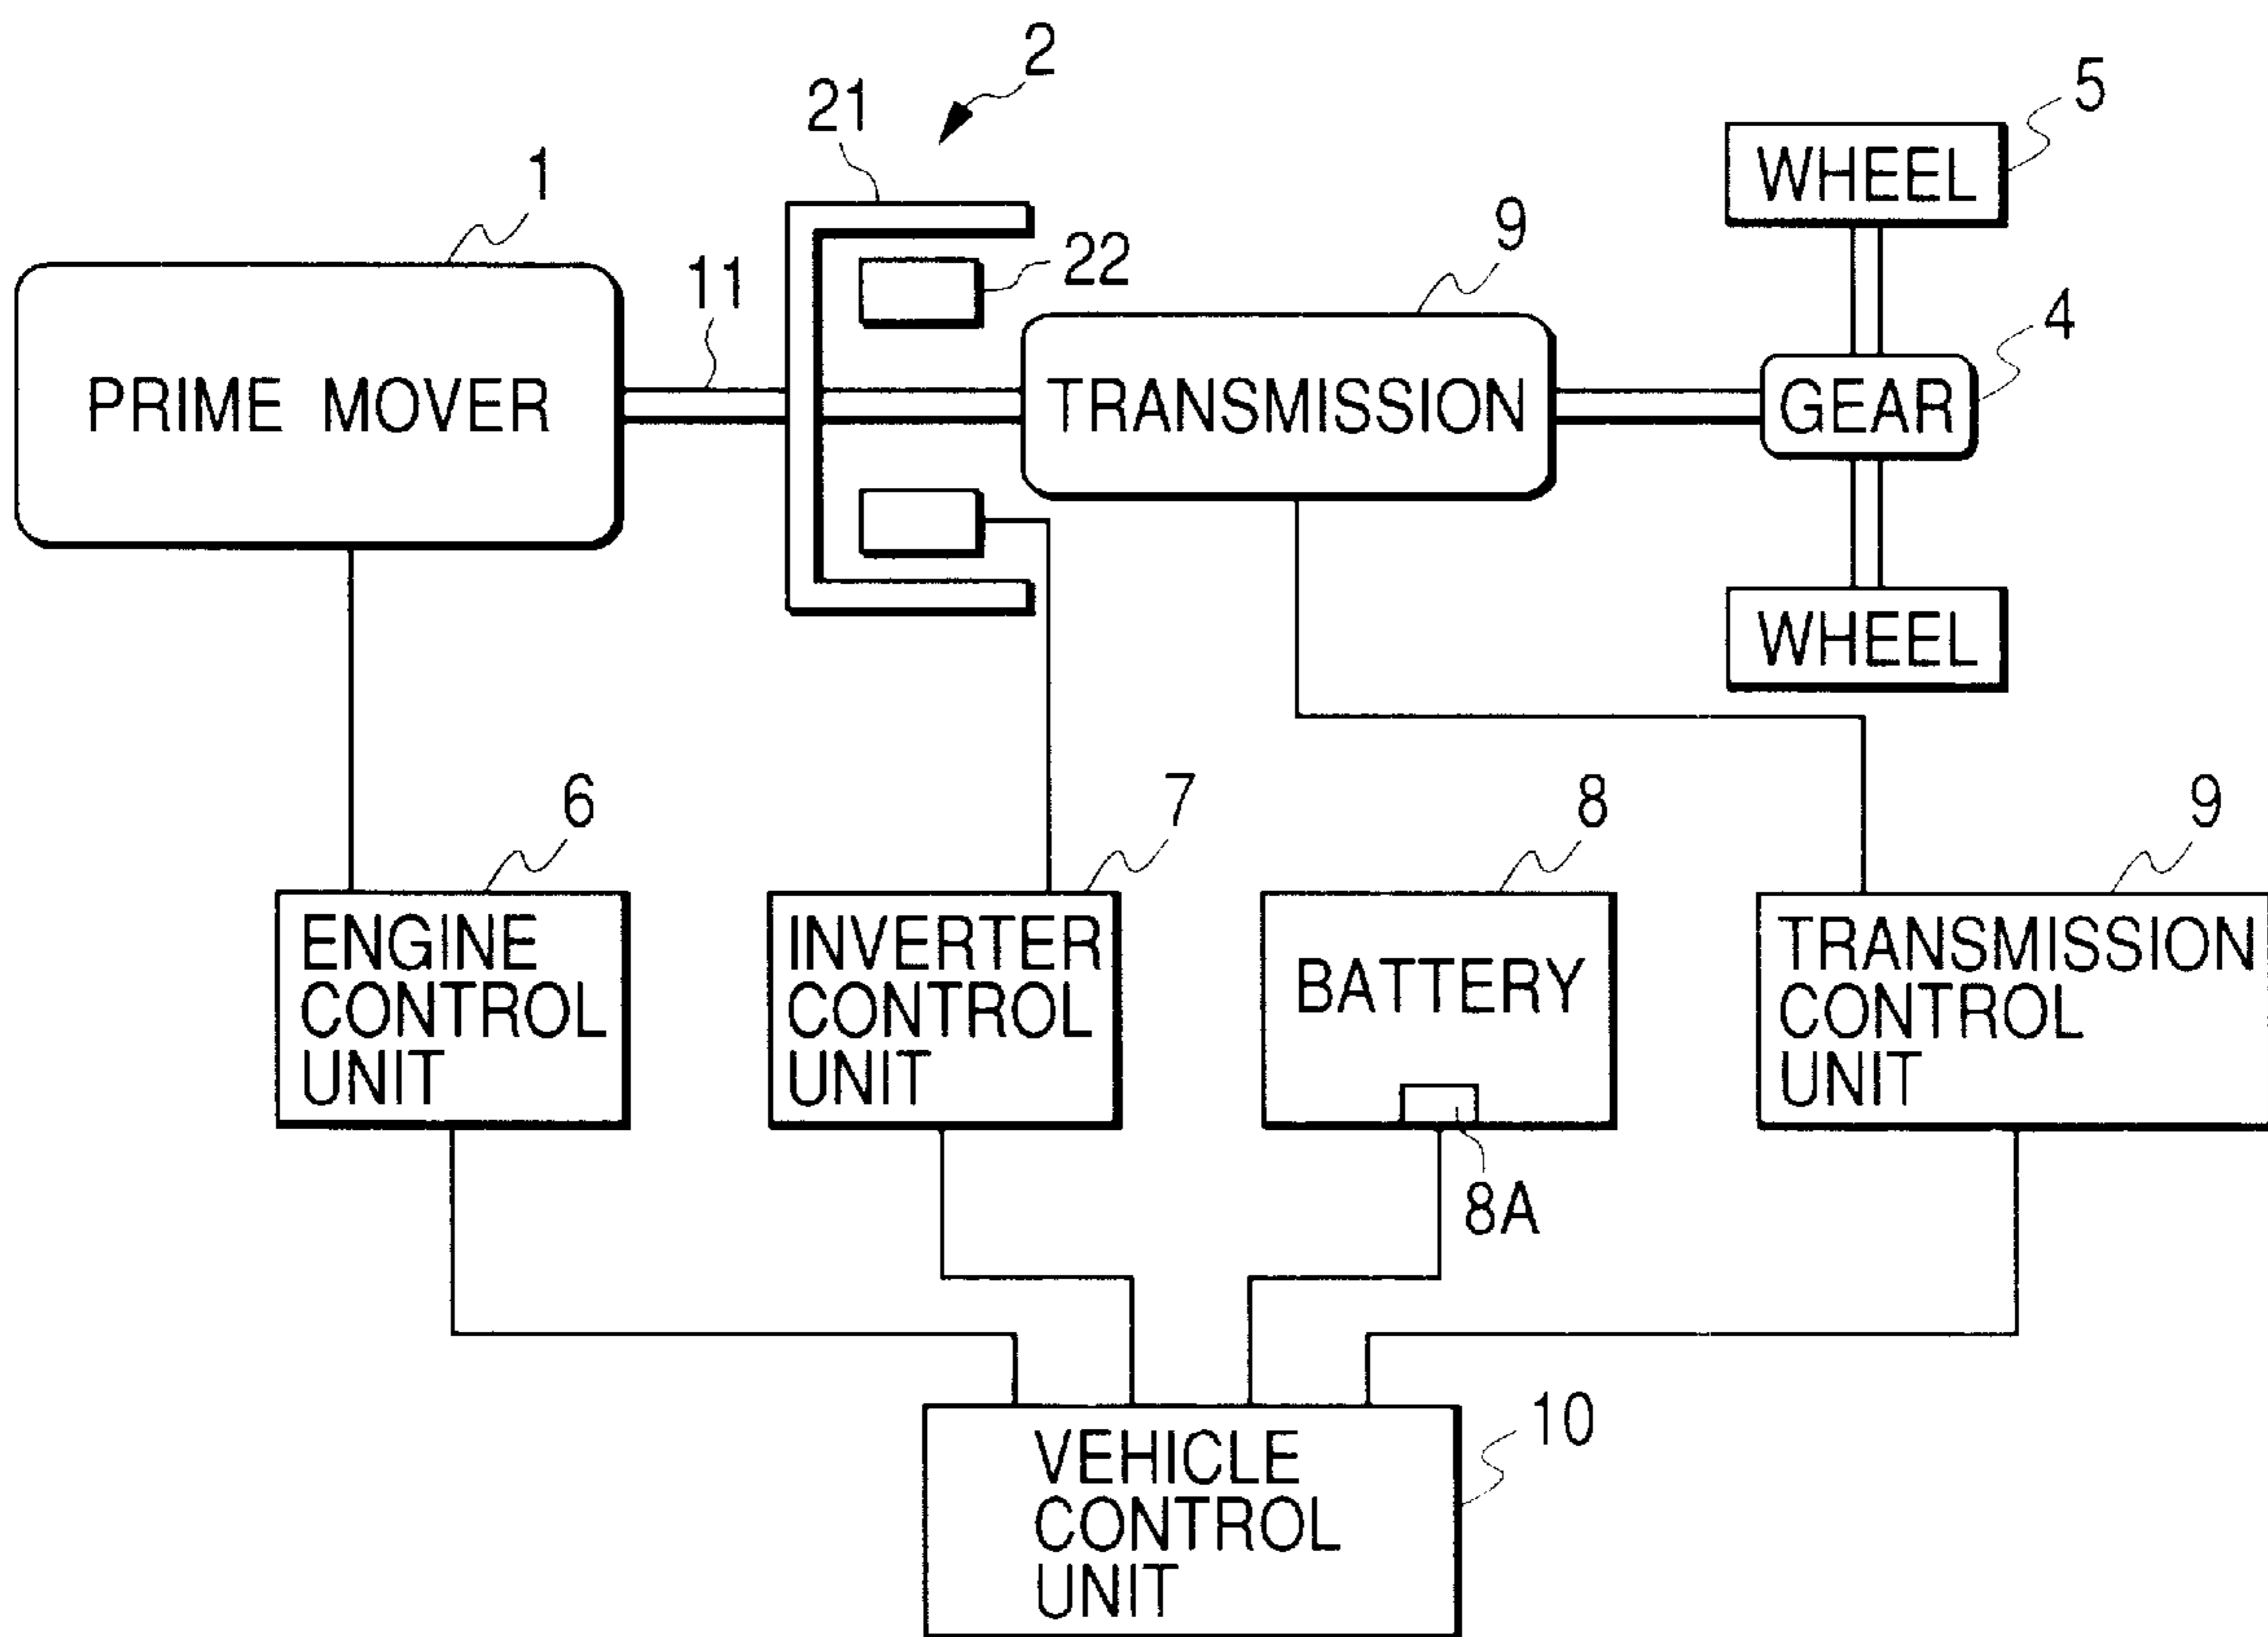 2
21
5
WHEEL
1
9
22
11
4
PRIME MOVER
TRANSMISSION
GEAR
WHEEL
6
7
8
9
ENGINE
CONTROL
UNIT
INVERTER
CONTROL
UNIT
BATTERY
TRANSMISSION
CONTROL
UNIT
8A
10
VEHICLE
CONTROL
UNIT